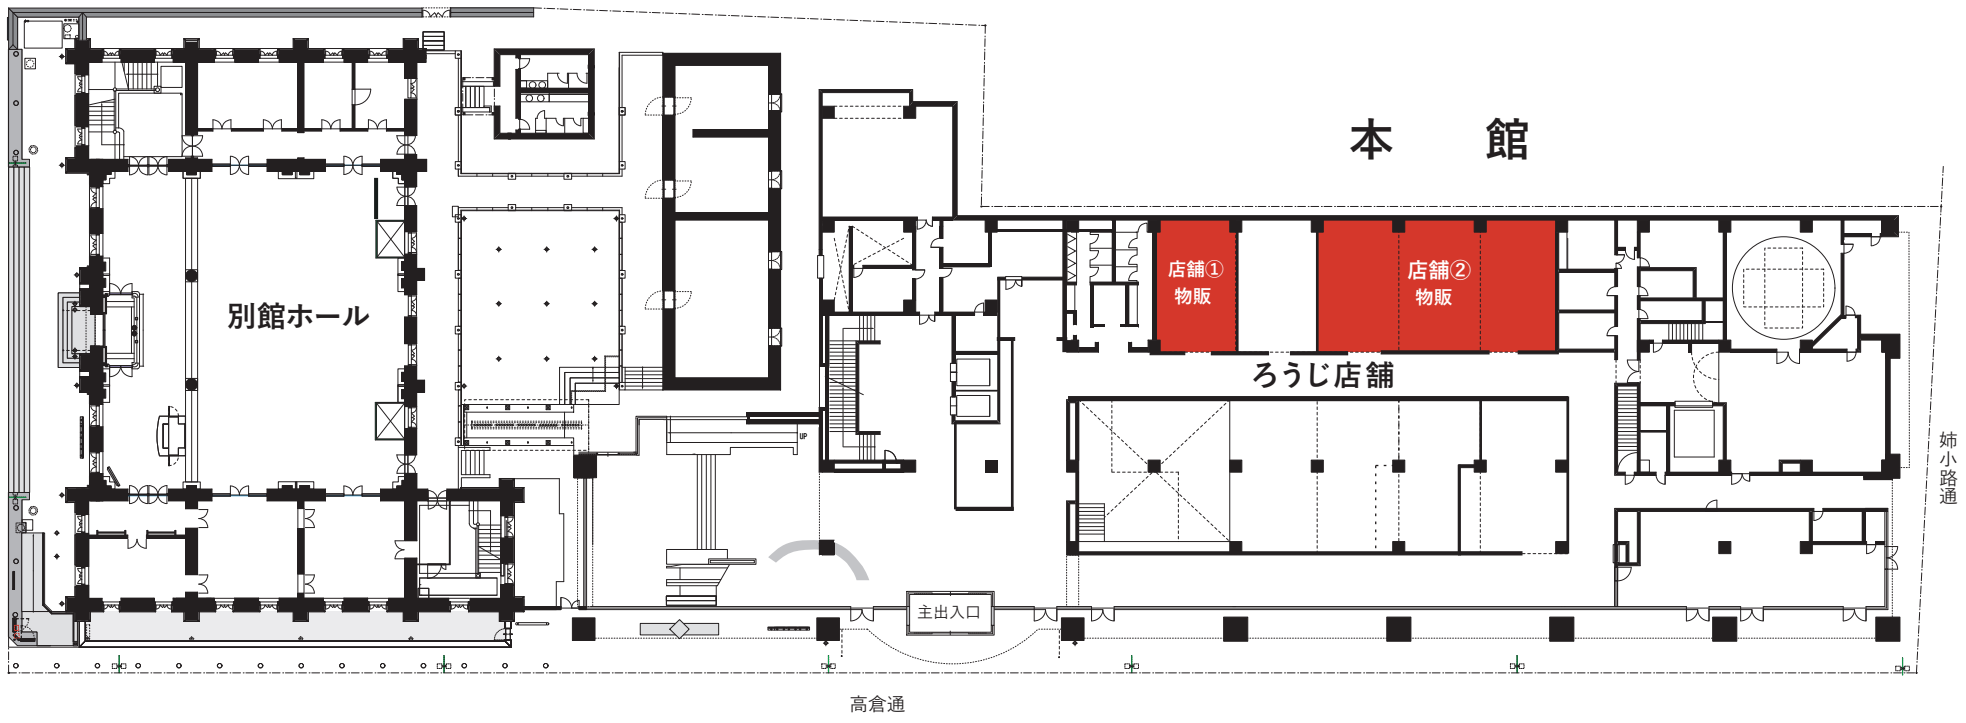 本 館
店舗①
物販
店舗②
物販
別館ホール
ろうじ店舗
UP
姉小路通
主出入口
高倉通